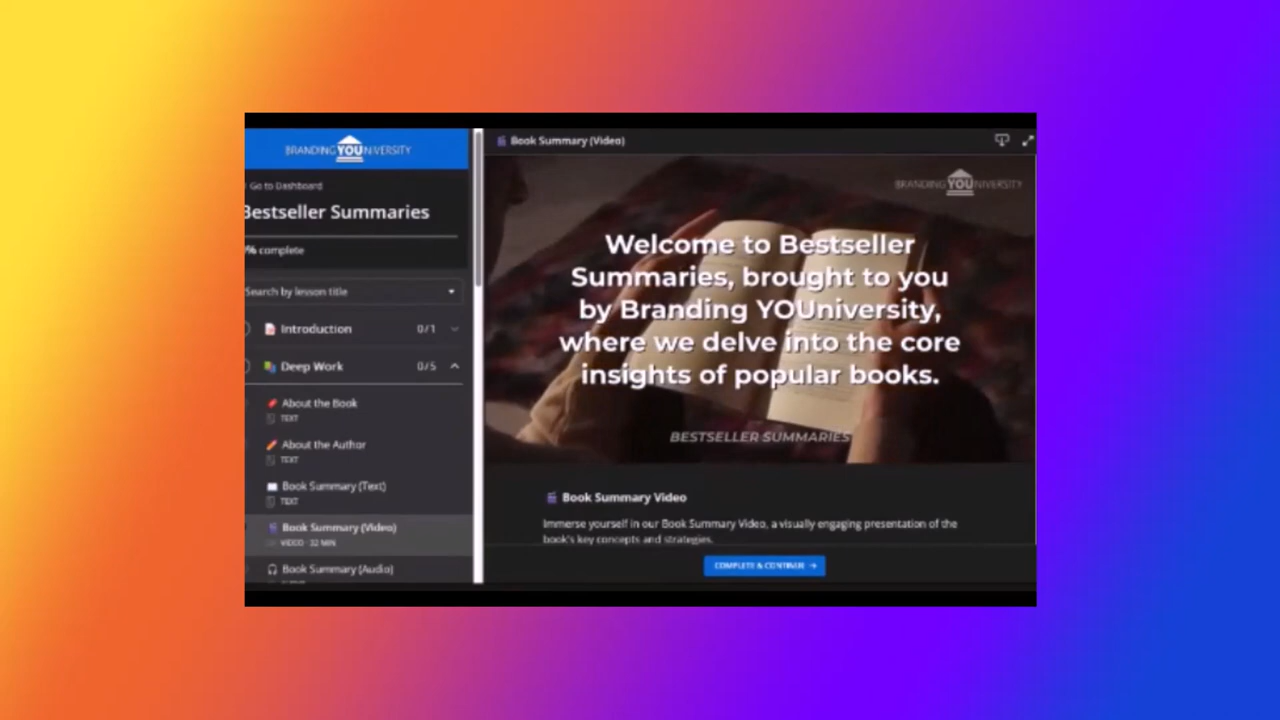 BRANDING YOUNIVERSITY
Go to Dashboard
Bestseller Summaries
% complete
Search by lesson title
Introduction 0/1
Deep Work 0/5
About the Book
TEXT
About the Author
TEXT
Book Summary (Text)
TEXT
Book Summary (Video)
VIDEO · 32 MIN
Book Summary (Audio)
Book Summary (Video)
BRANDING YOUNIVERSITY
Welcome to Bestseller
Summaries, brought to you
by Branding YOUniversity,
where we delve into the core
insights of popular books.
BESTSELLER SUMMARIES
Book Summary Video
Immerse yourself in our Book Summary Video, a visually engaging presentation of the
book's key concepts and strategies.
COMPLETE & CONTINUE →